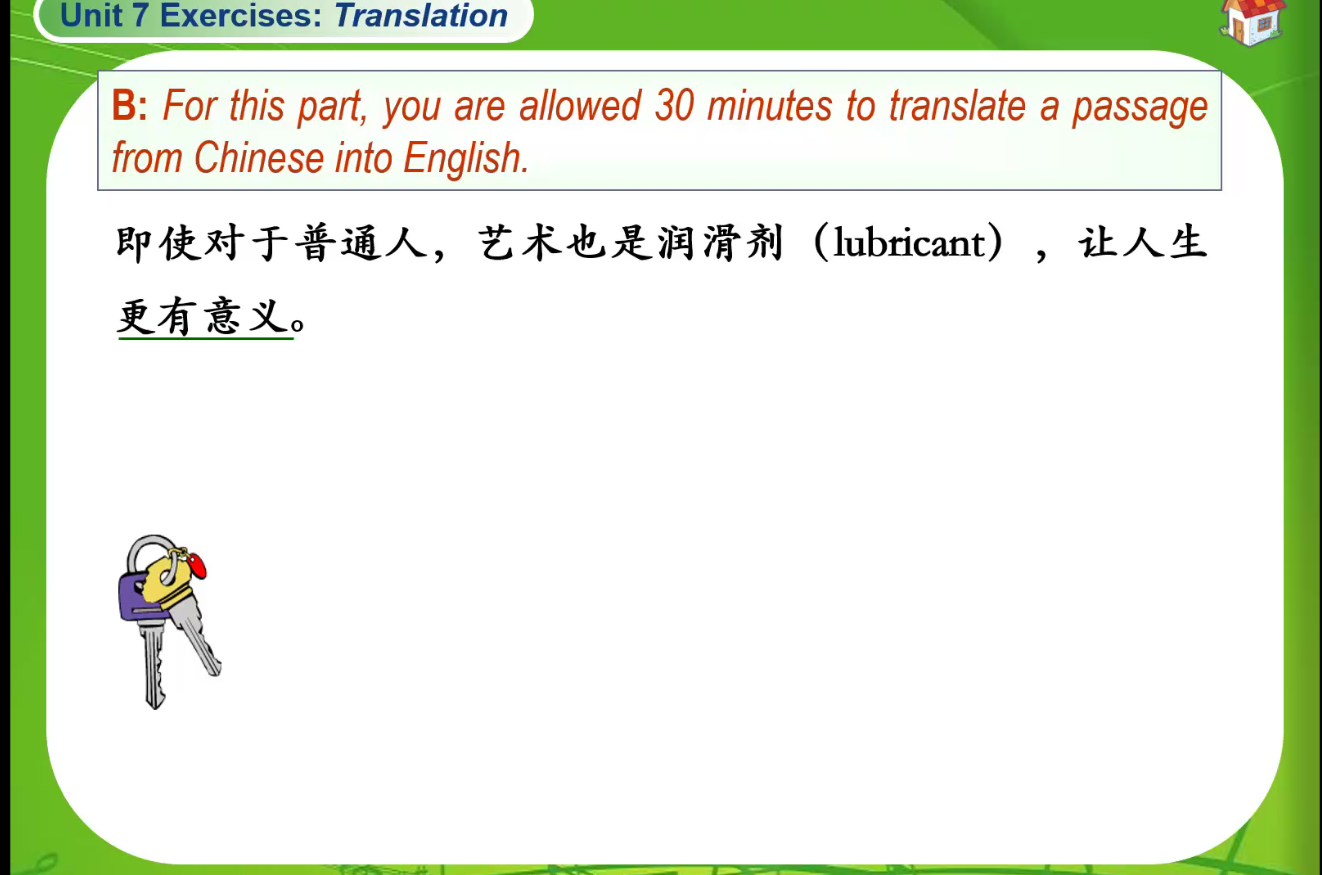 Unit 7 Exercises: Translation
B: For this part, you are allowed 30 minutes to translate a passage
from Chinese into English.
即使对于普通人，艺术也是润滑剂（lubricant），让人生
更有意义。